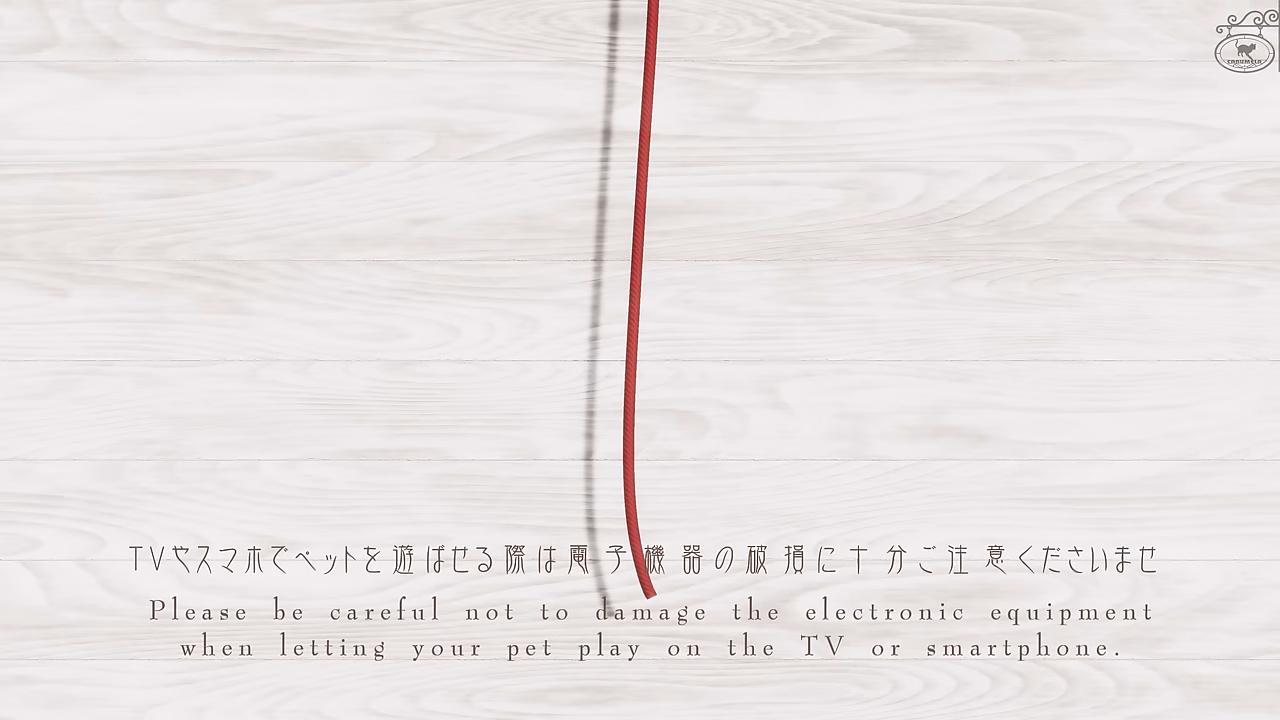 CARUMELA
TVやスマホでペットを遊ばせる際は電子機器の破損に十分ご注意くださいませ
Please be careful not to damage the electronic equipment
when letting your pet play on the TV or smartphone.